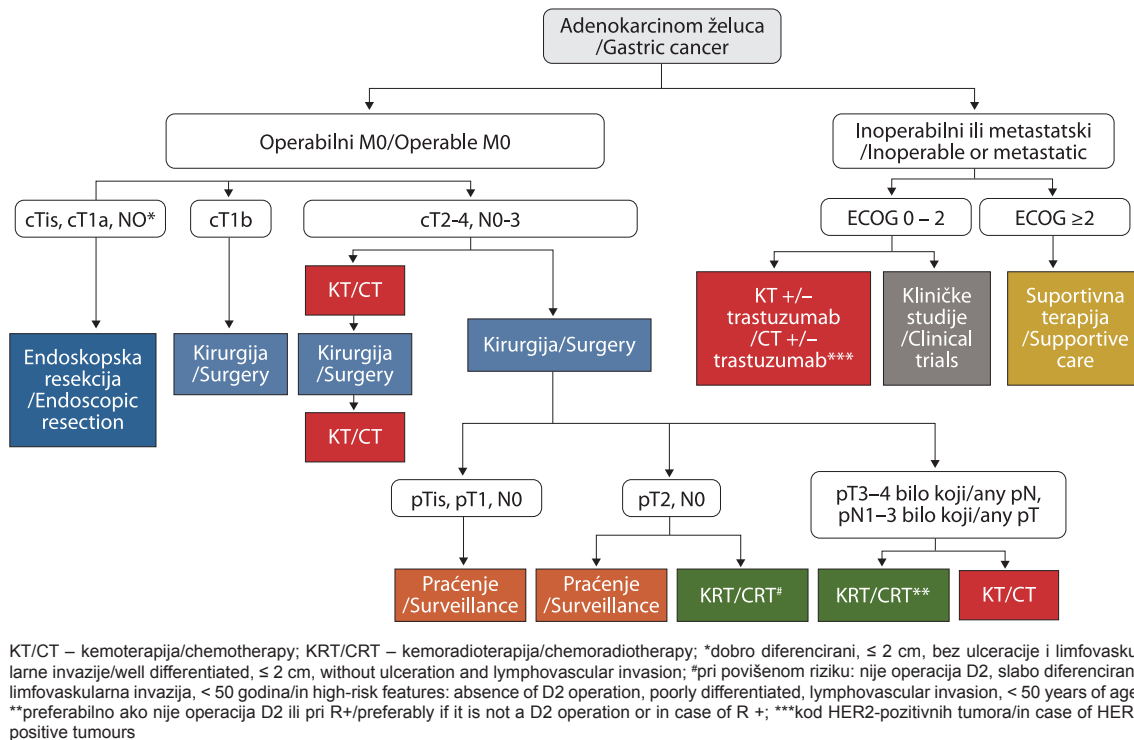 Adenokarcinom želuca
/Gastric cancer
Operabilni M0/Operable M0
Inoperabilni ili metastatski
/Inoperable or metastatic
cTis, cT1a, NO*
cT1b
cT2-4, N0-3
ECOG 0 – 2
ECOG ≥2
KT/CT
KT +/–
trastuzumab
/CT +/–
trastuzumab***
Kliničke
studije
/Clinical
trials
Suportivna
terapija
/Supportive
care
Endoskopska
resekcija
/Endoscopic
resection
Kirurgija
/Surgery
Kirurgija
/Surgery
Kirurgija/Surgery
KT/CT
pTis, pT1, N0
pT2, N0
pT3–4 bilo koji/any pN,
pN1–3 bilo koji/any pT
Praćenje
/Surveillance
Praćenje
/Surveillance
KRT/CRT#
KRT/CRT**
KT/CT
KT/CT – kemoterapija/chemotherapy; KRT/CRT – kemoradioterapija/chemoradiotherapy; *dobro diferencirani, ≤ 2 cm, bez ulceracije i limfovasku
larne invazije/well differentiated, ≤ 2 cm, without ulceration and lymphovascular invasion; #pri povišenom riziku: nije operacija D2, slabo diferenciran
limfovaskularna invazija, < 50 godina/in high-risk features: absence of D2 operation, poorly differentiated, lymphovascular invasion, < 50 years of age
**preferabilno ako nije operacija D2 ili pri R+/preferably if it is not a D2 operation or in case of R +; ***kod HER2-pozitivnih tumora/in case of HER
positive tumours